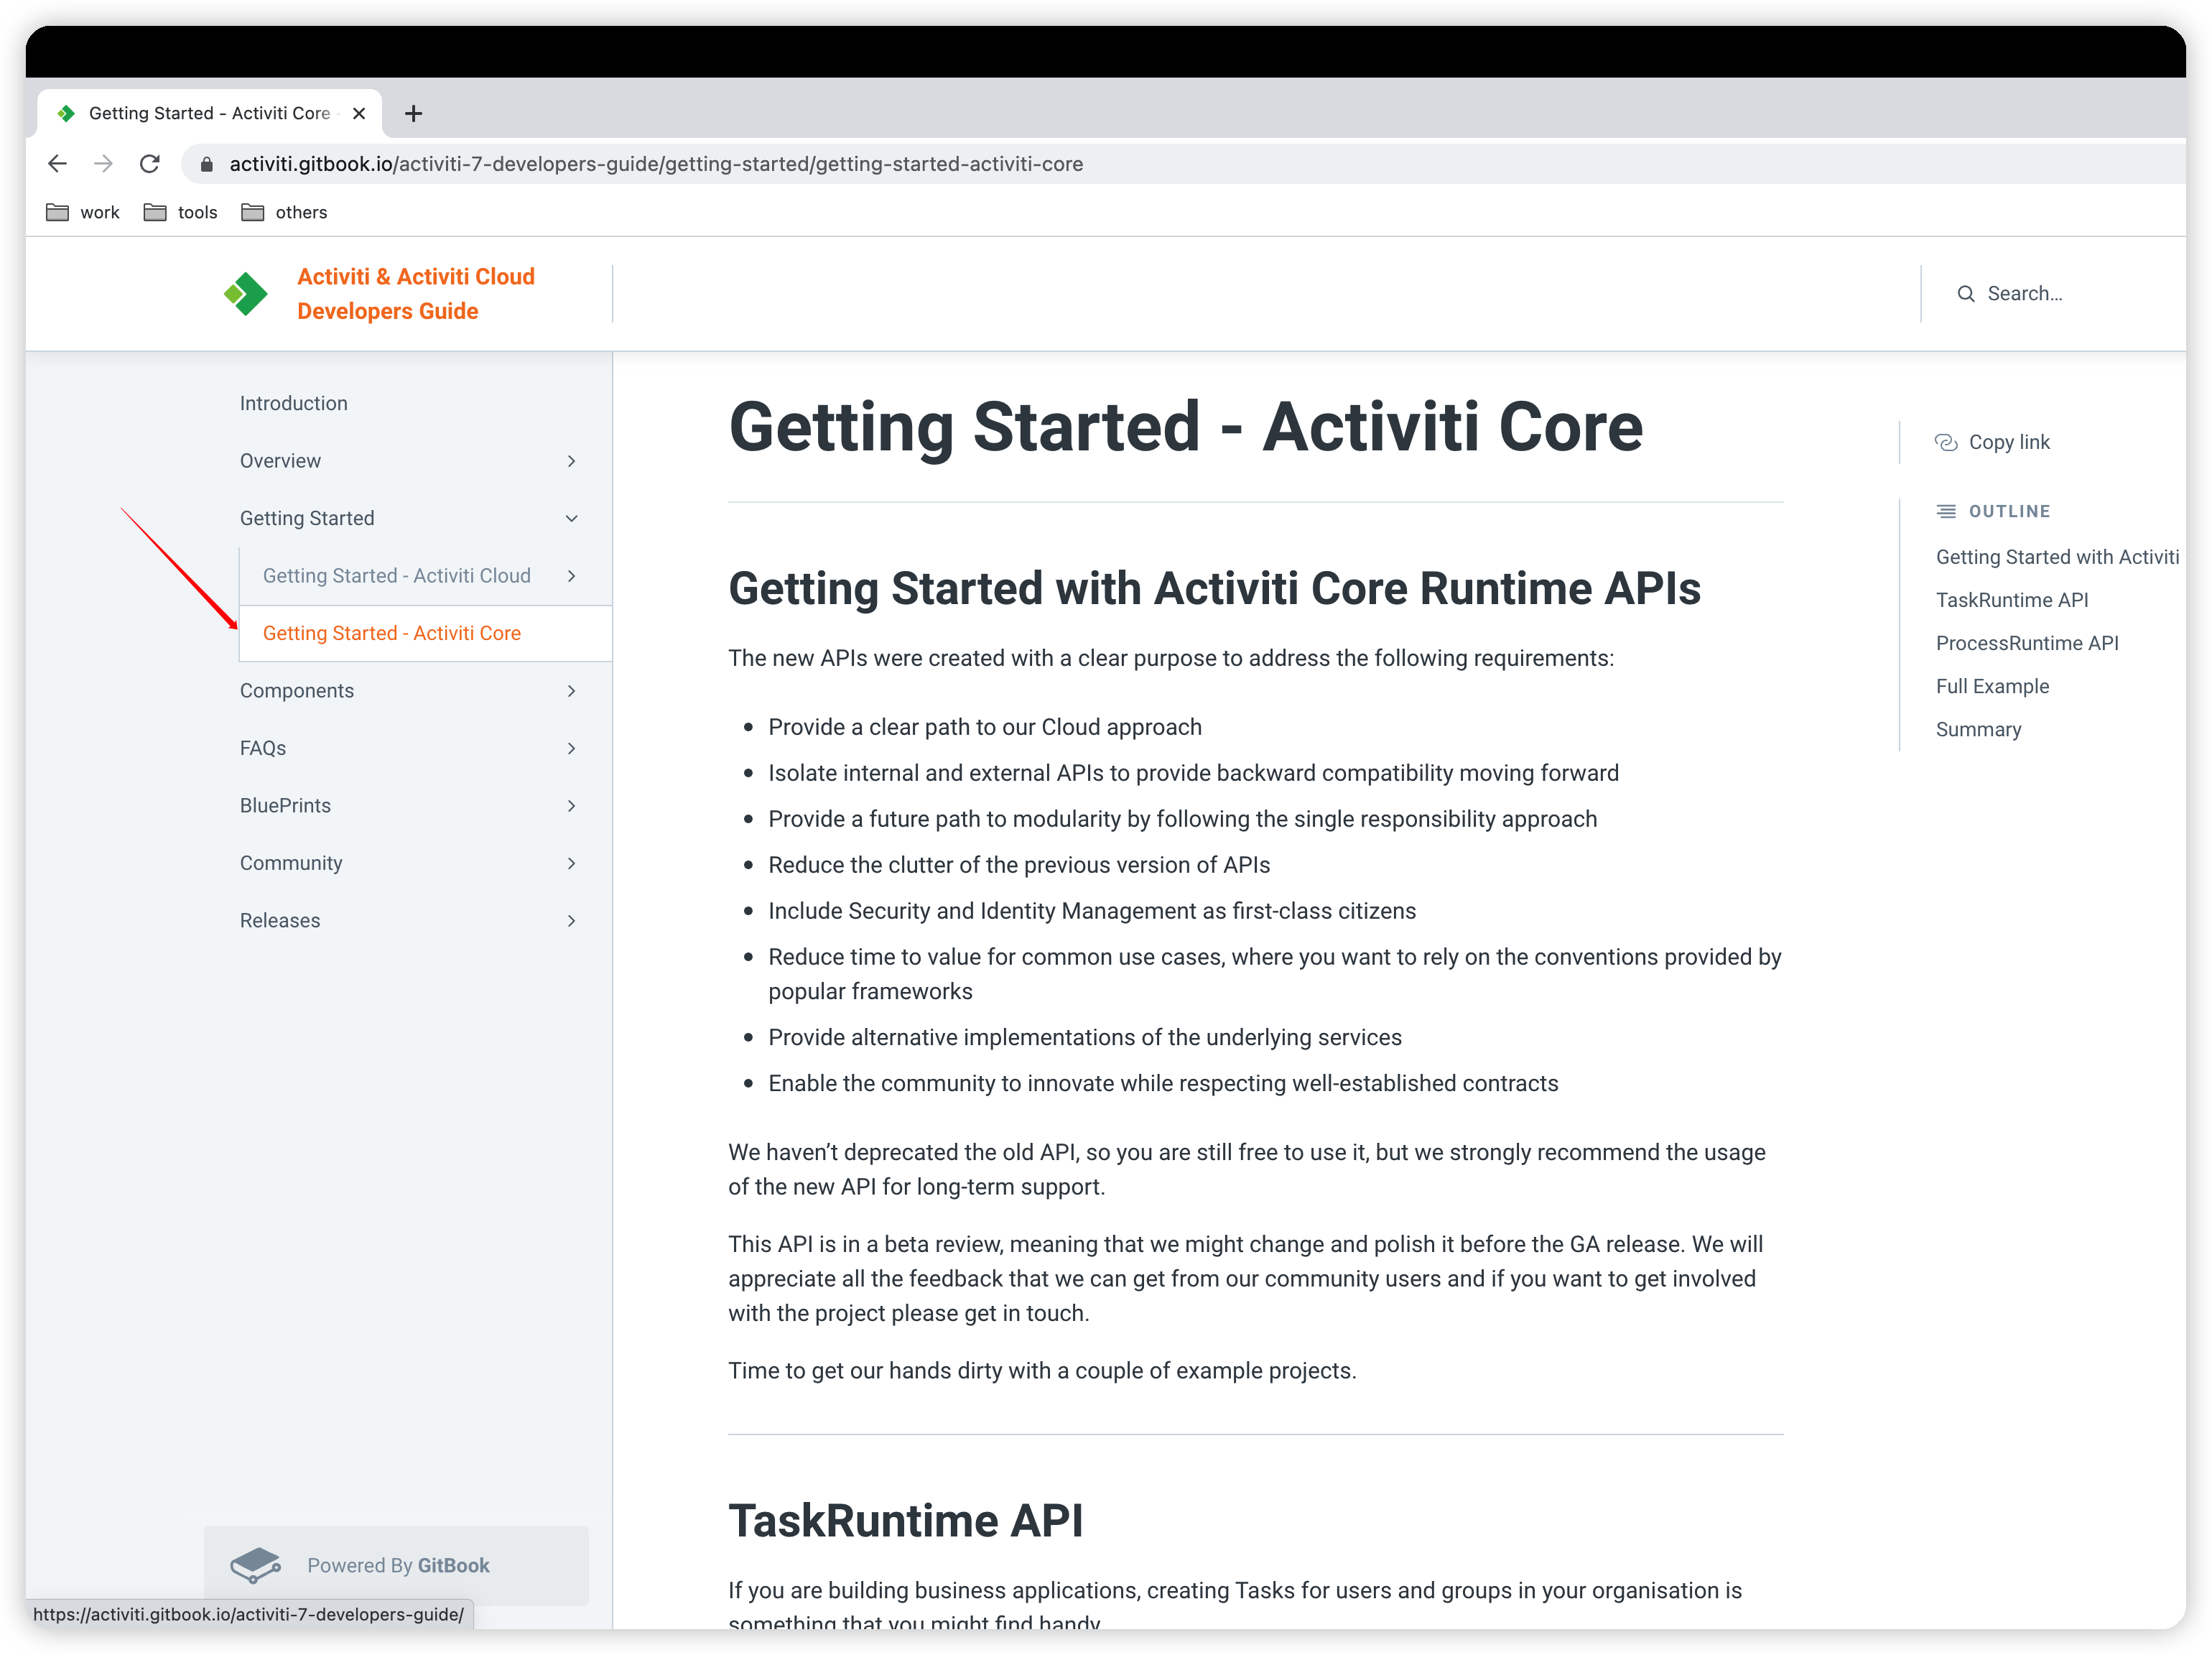 Getting Started - Activiti Core
activiti.gitbook.io/activiti-7-developers-guide/getting-started/getting-started-activiti-core
work
tools
others
Activiti & Activiti Cloud
Developers Guide
Search...
Introduction
Overview
Getting Started
Getting Started - Activiti Cloud
Getting Started - Activiti Core
Components
FAQs
BluePrints
Community
Releases
Powered By GitBook
https://activiti.gitbook.io/activiti-7-developers-guide/
Getting Started - Activiti Core
Getting Started with Activiti Core Runtime APIs
The new APIs were created with a clear purpose to address the following requirements:
Provide a clear path to our Cloud approach
Isolate internal and external APIs to provide backward compatibility moving forward
Provide a future path to modularity by following the single responsibility approach
Reduce the clutter of the previous version of APIs
Include Security and Identity Management as first-class citizens
Reduce time to value for common use cases, where you want to rely on the conventions provided by
popular frameworks
Provide alternative implementations of the underlying services
Enable the community to innovate while respecting well-established contracts
We haven’t deprecated the old API, so you are still free to use it, but we strongly recommend the usage
of the new API for long-term support.
This API is in a beta review, meaning that we might change and polish it before the GA release. We will
appreciate all the feedback that we can get from our community users and if you want to get involved
with the project please get in touch.
Time to get our hands dirty with a couple of example projects.
TaskRuntime API
If you are building business applications, creating Tasks for users and groups in your organisation is
something that you might find handy.
Copy link
OUTLINE
Getting Started with Activiti
TaskRuntime API
ProcessRuntime API
Full Example
Summary